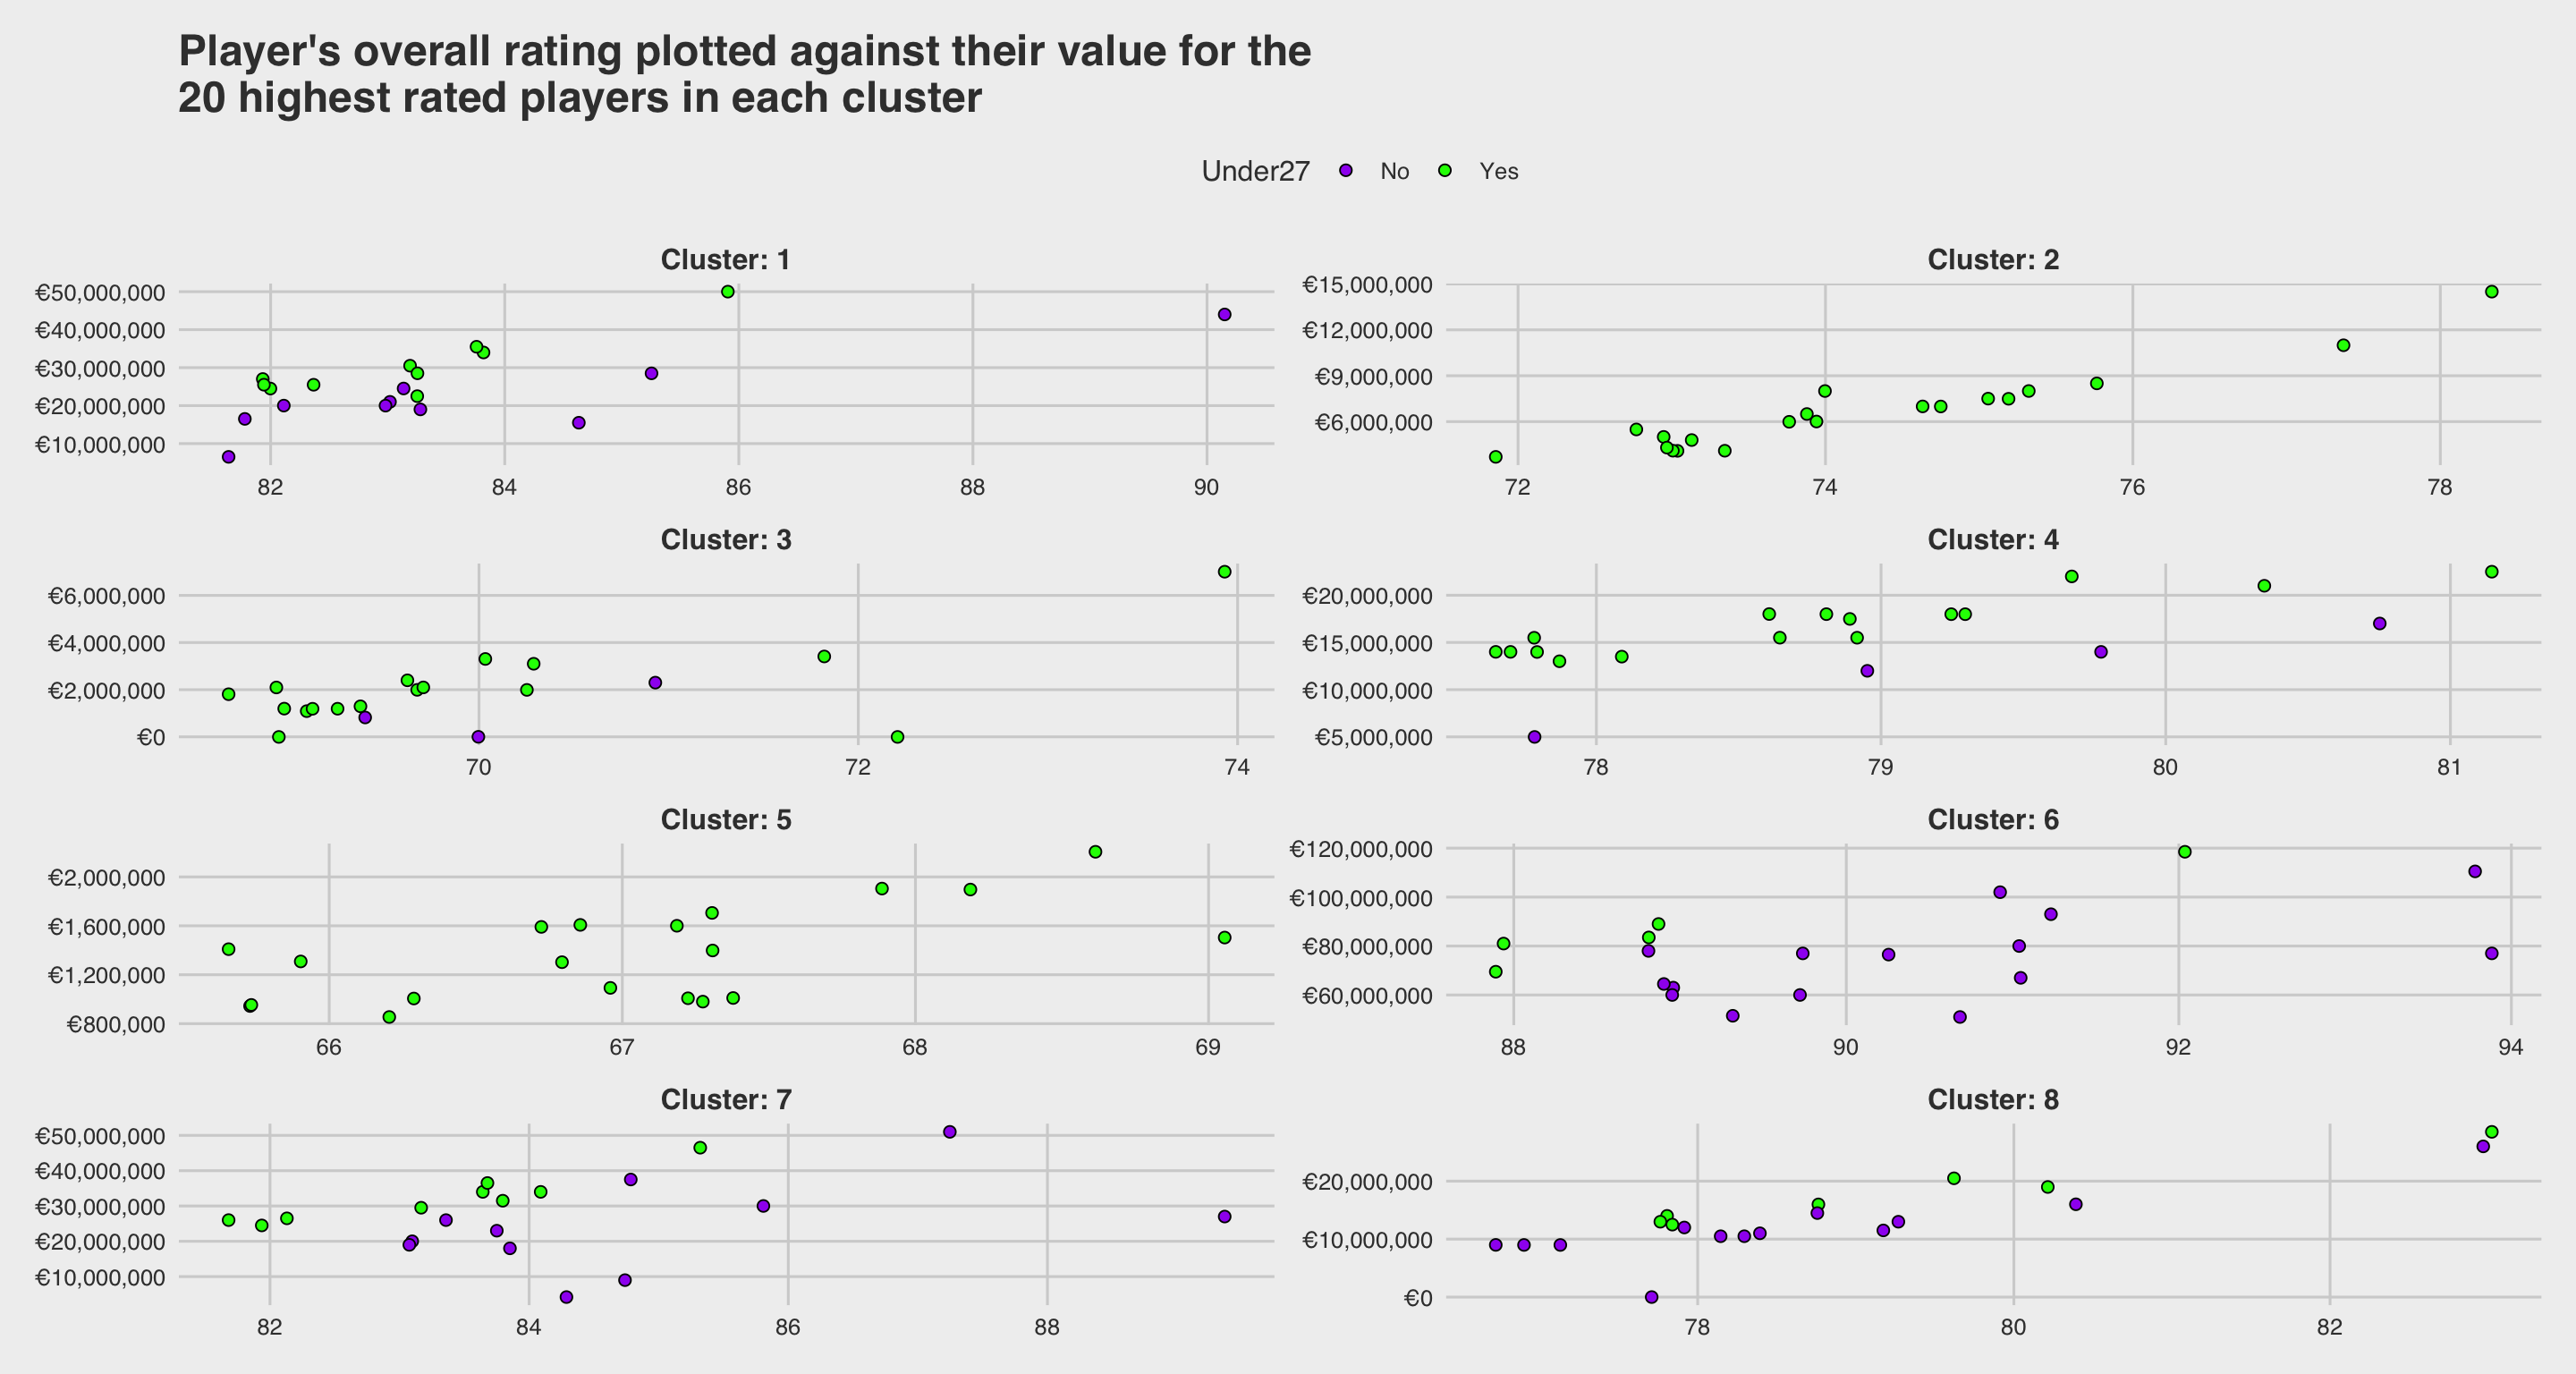 Player's overall rating plotted against their value for the
20 highest rated players in each cluster
Under27 No Yes
Cluster: 1
€50,000,000
€40,000,000
€30,000,000
€20,000,000
€10,000,000
82 84 86 88 90
Cluster: 2
€15,000,000
€12,000,000
€9,000,000
€6,000,000
72 74 76 78
Cluster: 3
€6,000,000
€4,000,000
€2,000,000
€0
70 72 74
Cluster: 4
€20,000,000
€15,000,000
€10,000,000
€5,000,000
78 79 80 81
Cluster: 5
€2,000,000
€1,600,000
€1,200,000
€800,000
66 67 68 69
Cluster: 6
€120,000,000
€100,000,000
€80,000,000
€60,000,000
88 90 92 94
Cluster: 7
€50,000,000
€40,000,000
€30,000,000
€20,000,000
€10,000,000
82 84 86 88
Cluster: 8
€20,000,000
€10,000,000
€0
78 80 82